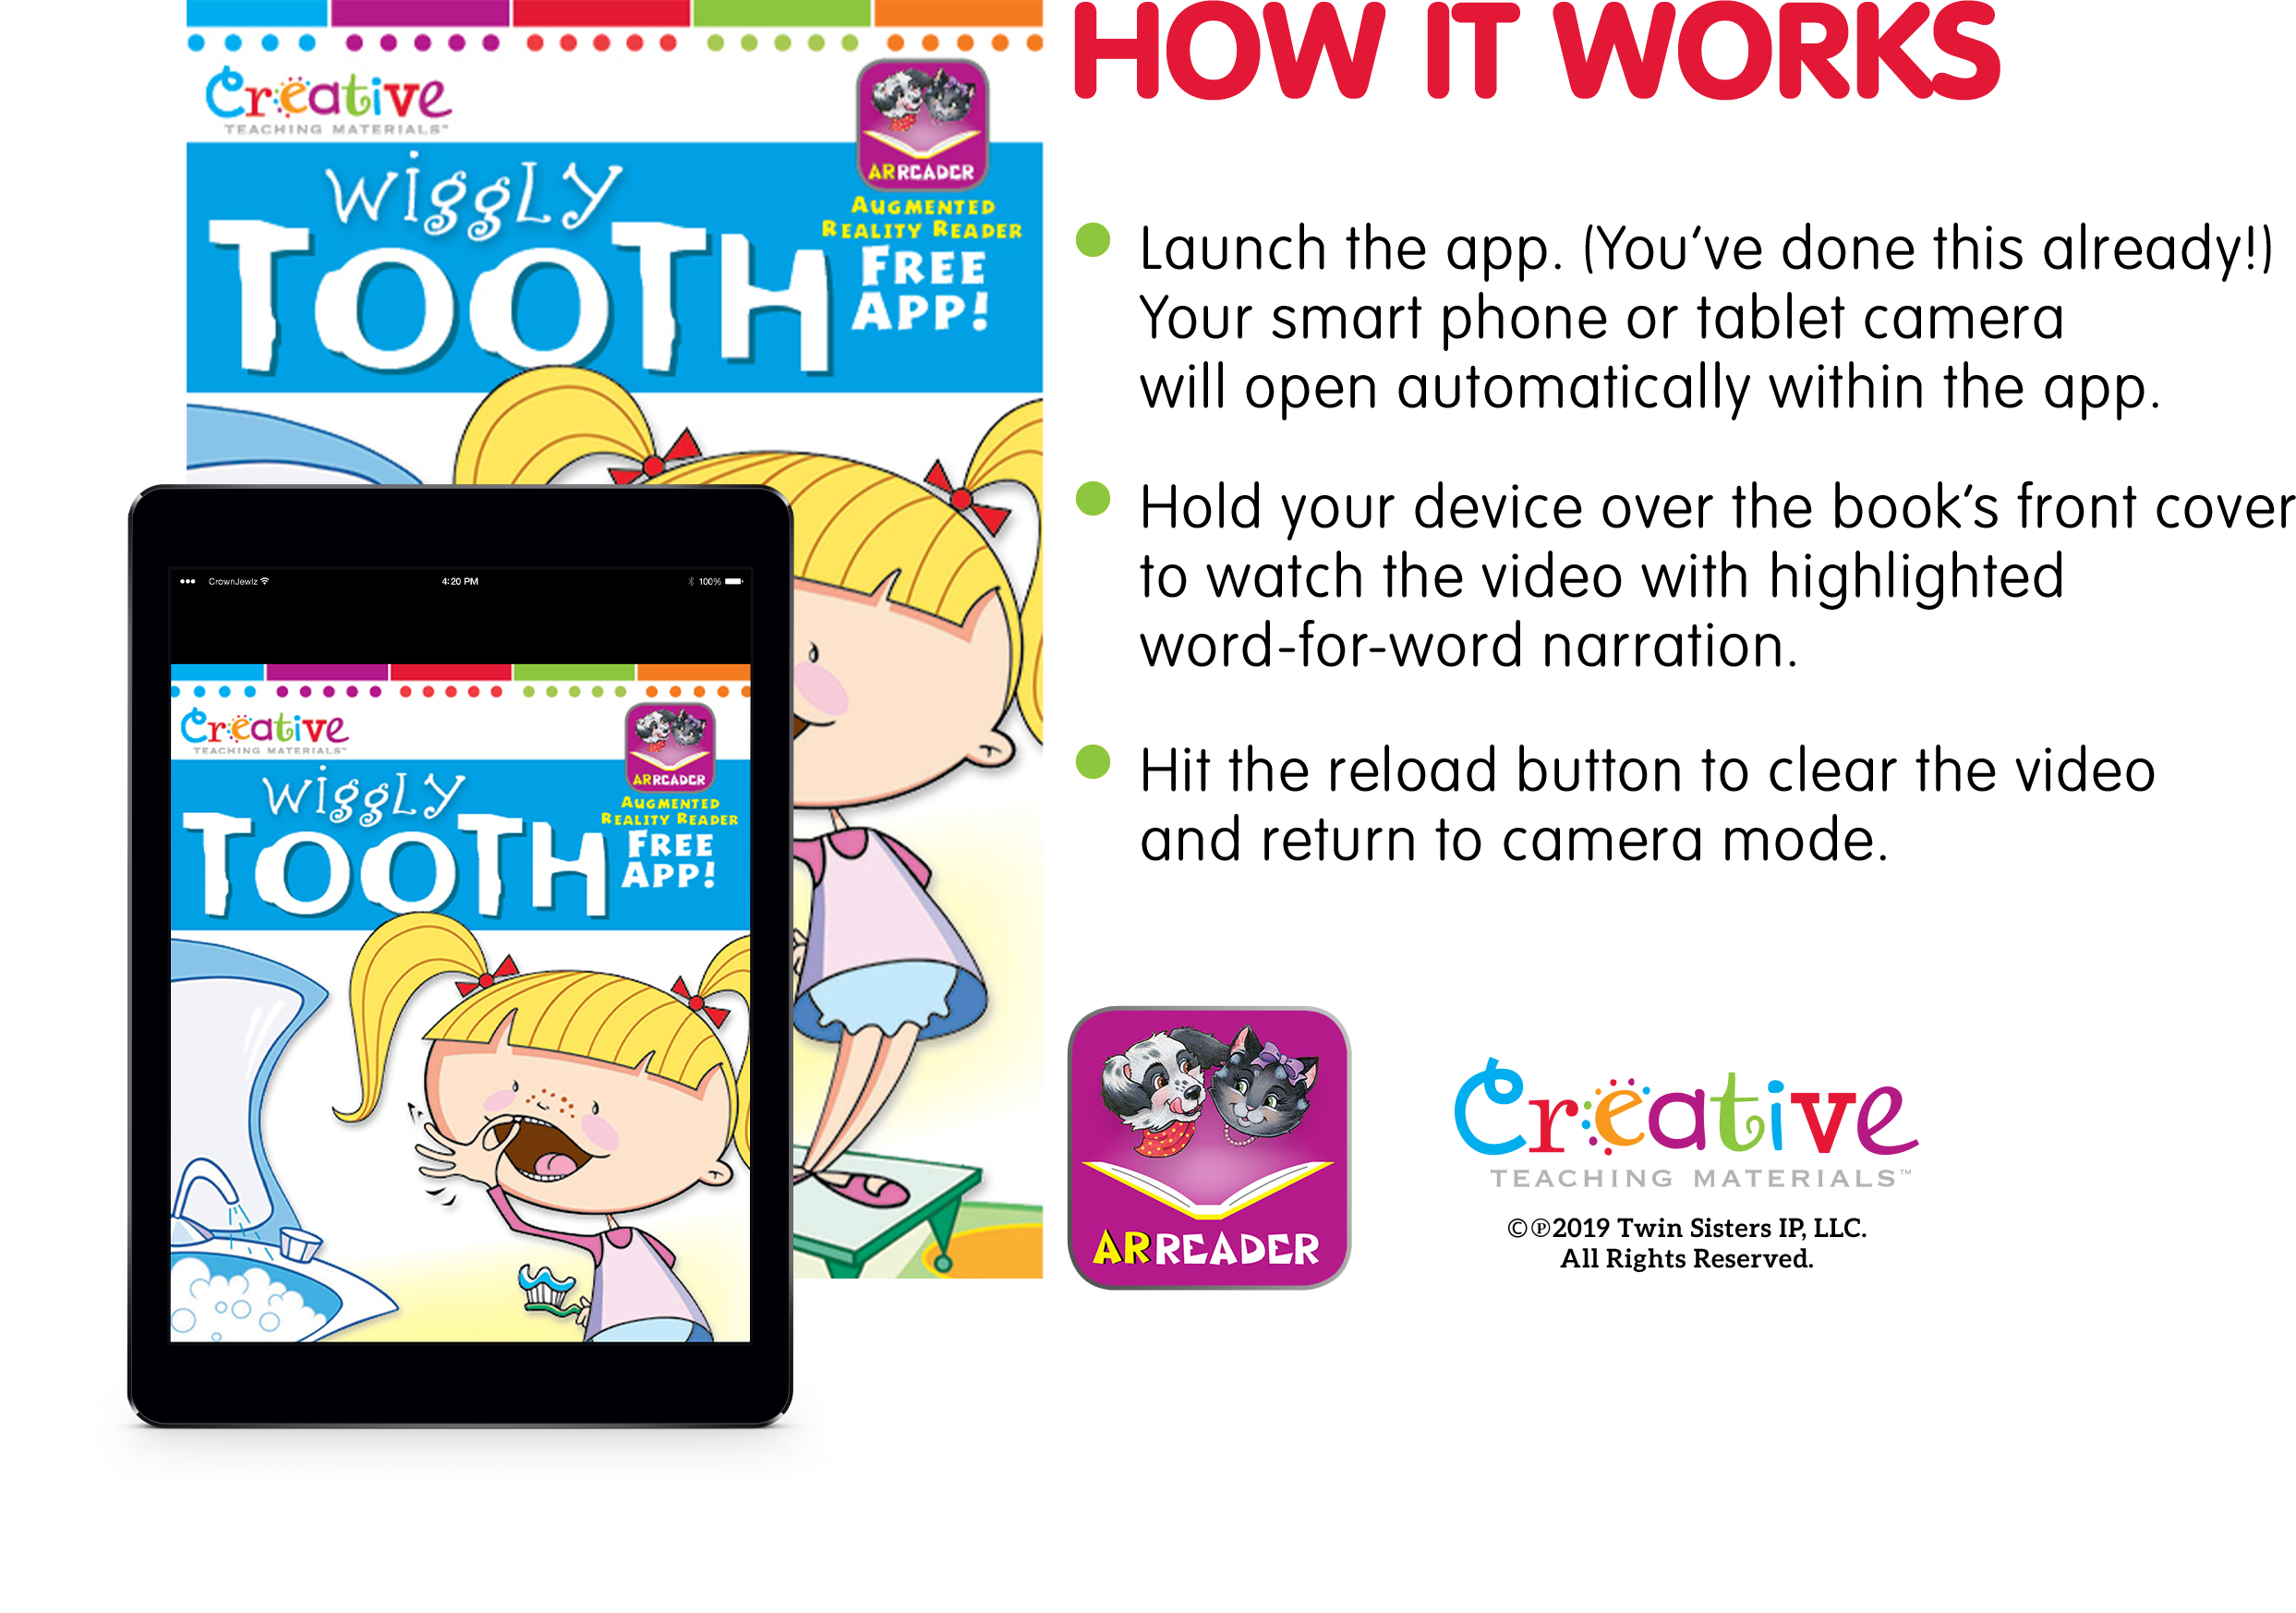 Creative
TEACHING MATERIALS™
ARREADER
WIGGLY
TOOTH
AUGMENTED
REALITY READER
FREE
APP!
CrownJewlz 4:20 PM 100%
Creative
TEACHING MATERIALS™
ARREADER
WIGGLY
TOOTH
AUGMENTED
REALITY READER
FREE
APP!
HOW IT WORKS
Launch the app. (You've done this already!)
Your smart phone or tablet camera
will open automatically within the app.
Hold your device over the book's front cover
to watch the video with highlighted
word-for-word narration.
Hit the reload button to clear the video
and return to camera mode.
ARREADER
Creative
TEACHING MATERIALS™
©℗2019 Twin Sisters IP, LLC.
All Rights Reserved.